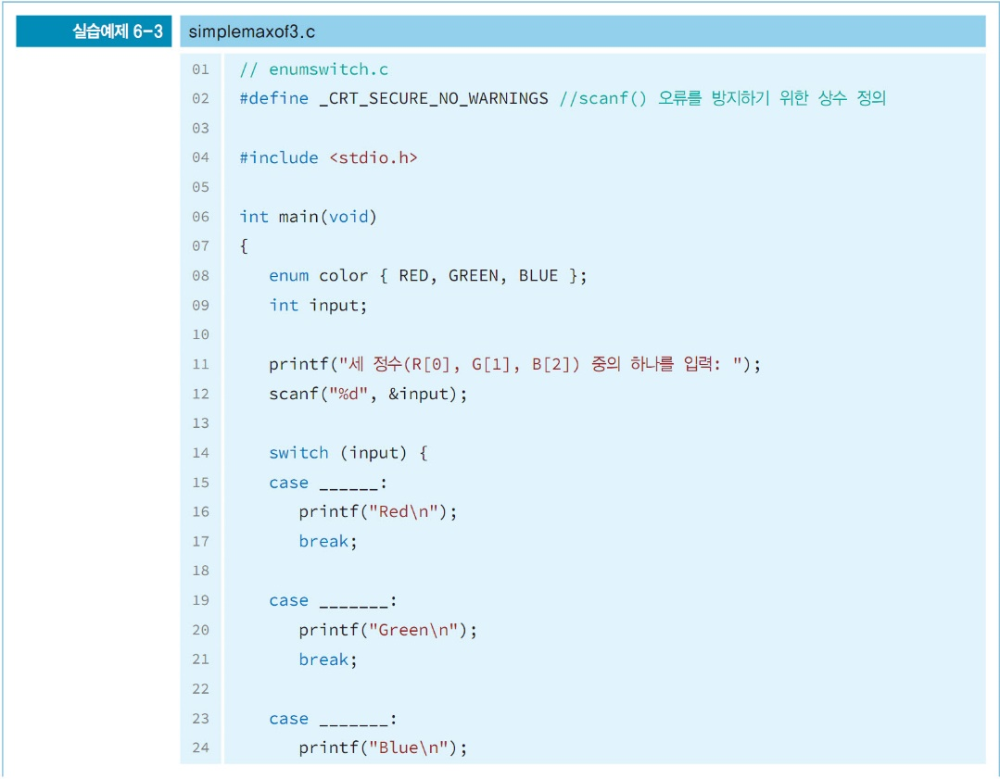 실습예제 6-3 simplemaxof3.c
01 // enumswitch.c
02 #define _CRT_SECURE_NO_WARNINGS //scanf() 오류를 방지하기 위한 상수 정의
03
04 #include <stdio.h>
05
06 int main(void)
07 {
08 enum color { RED, GREEN, BLUE };
09 int input;
10
11 printf("세 정수(R[0], G[1], B[2]) 중의 하나를 입력: ");
12 scanf("%d", &input);
13
14 switch (input) {
15 case ______:
16 printf("Red\n");
17 break;
18
19 case _______:
20 printf("Green\n");
21 break;
22
23 case _______:
24 printf("Blue\n");